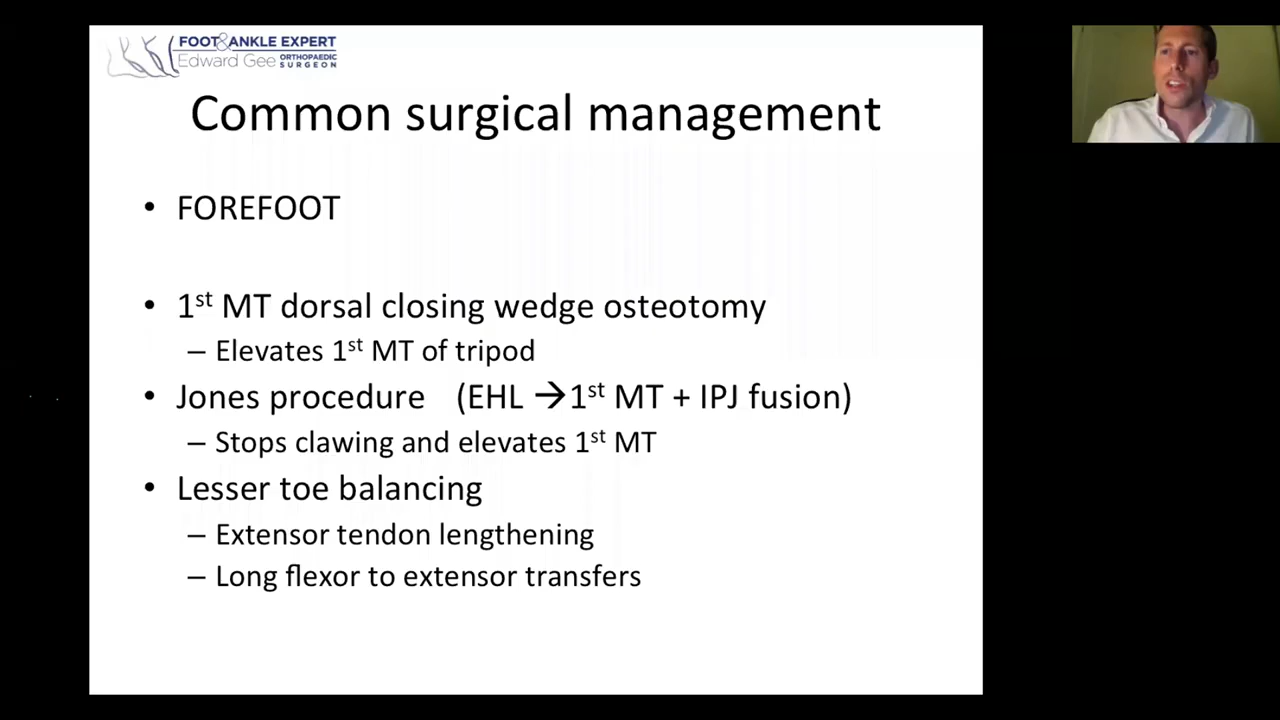 FOOT & ANKLE EXPERT
Edward Gee ORTHOPAEDIC SURGEON
Common surgical management
• FOREFOOT
• 1st MT dorsal closing wedge osteotomy
– Elevates 1st MT of tripod
• Jones procedure (EHL →1st MT + IPJ fusion)
– Stops clawing and elevates 1st MT
• Lesser toe balancing
– Extensor tendon lengthening
– Long flexor to extensor transfers